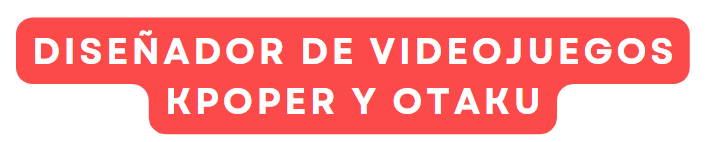 DISEÑADOR DE VIDEOJUEGOS
KPOPER Y OTAKU